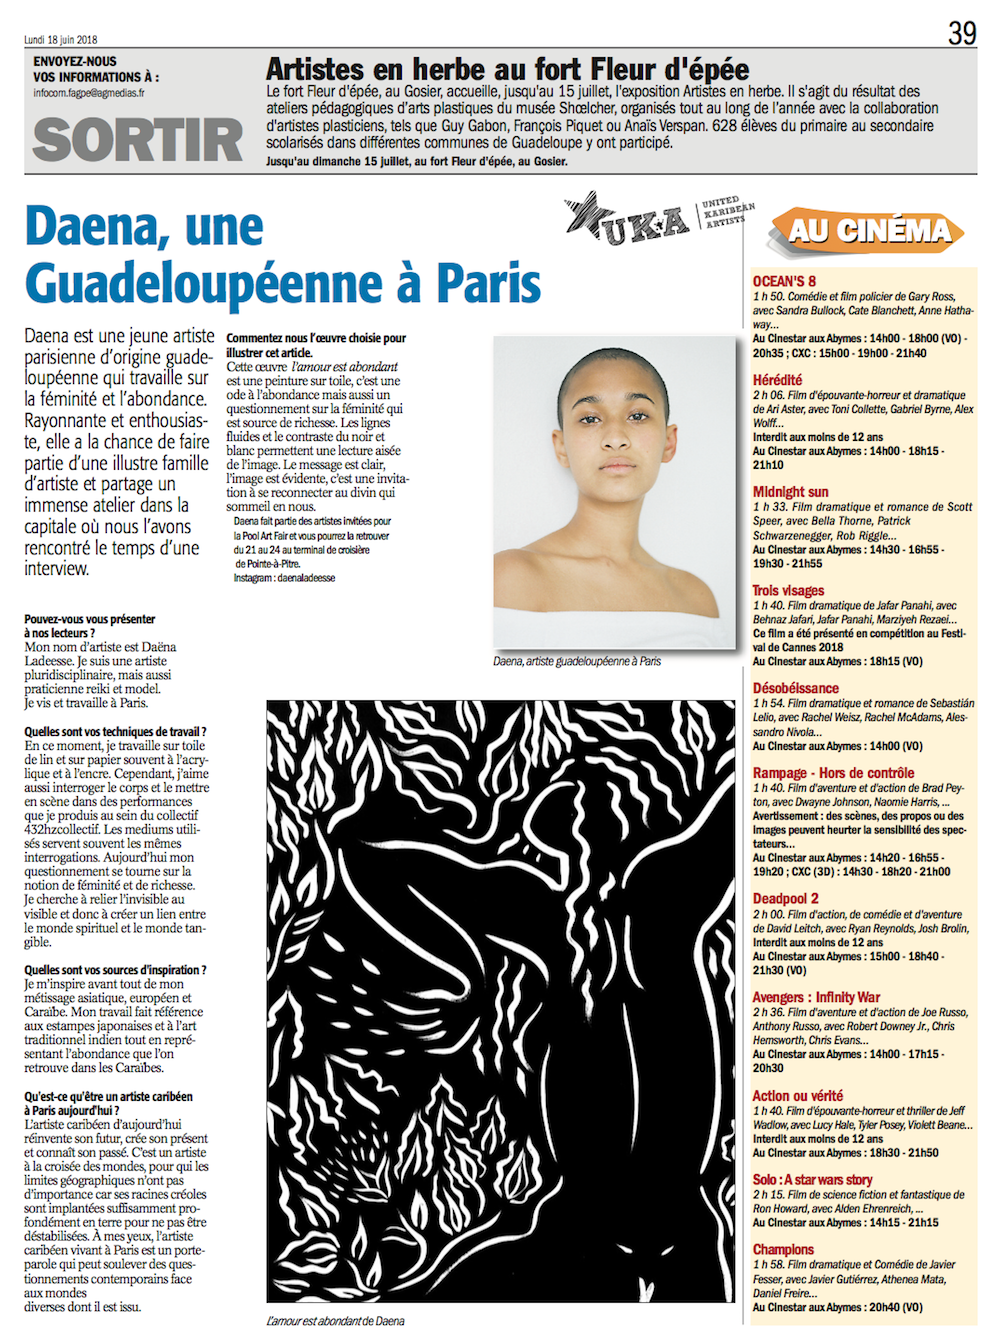 Lundi 18 juin 2018
39
ENVOYEZ-NOUS
VOS INFORMATIONS À :
infocom.fagpe@agmedias.fr
SORTIR
Artistes en herbe au fort Fleur d'épée
Le fort Fleur d'épée, au Gosier, accueille, jusqu'au 15 juillet, l'exposition Artistes en herbe. Il s'agit du résultat des
ateliers pédagogiques d'arts plastiques du musée Shœlcher, organisés tout au long de l'année avec la collaboration
d'artistes plasticiens, tels que Guy Gabon, François Piquet ou Anaïs Verspan. 628 élèves du primaire au secondaire
scolarisés dans différentes communes de Guadeloupe y ont participé.
Jusqu'au dimanche 15 juillet, au fort Fleur d'épée, au Gosier.
Daena, une
Guadeloupéenne à Paris
UKA
UNITED
KARIBEAN
ARTISTS
Daena est une jeune artiste
parisienne d'origine guade-
loupéenne qui travaille sur
la féminité et l'abondance.
Rayonnante et enthousias-
te, elle a la chance de faire
partie d'une illustre famille
d'artiste et partage un
immense atelier dans la
capitale où nous l'avons
rencontré le temps d'une
interview.
Pouvez-vous vous présenter
à nos lecteurs ?
Mon nom d'artiste est Daëna
Ladeesse. Je suis une artiste
pluridisciplinaire, mais aussi
praticienne reiki et model.
Je vis et travaille à Paris.
Quelles sont vos techniques de travail ?
En ce moment, je travaille sur toile
de lin et sur papier souvent à l'acry-
lique et à l'encre. Cependant, j'aime
aussi interroger le corps et le mettre
en scène dans des performances
que je produis au sein du collectif
432hzcollectif. Les mediums utili-
sés servent souvent les mêmes
interrogations. Aujourd'hui mon
questionnement se tourne sur la
notion de féminité et de richesse.
Je cherche à relier l'invisible au
visible et donc à créer un lien entre
le monde spirituel et le monde tan-
gible.
Quelles sont vos sources d'inspiration ?
Je m'inspire avant tout de mon
métissage asiatique, européen et
Caraïbe. Mon travail fait référence
aux estampes japonaises et à l'art
traditionnel indien tout en repré-
sentant l'abondance que l'on
retrouve dans les Caraïbes.
Qu'est-ce qu'être un artiste caribéen
à Paris aujourd'hui ?
L'artiste caribéen d'aujourd'hui
réinvente son futur, crée son présent
et connaît son passé. C'est un artiste
à la croisée des mondes, pour qui les
limites géographiques n'ont pas
d'importance car ses racines créoles
sont implantées suffisamment pro-
fondément en terre pour ne pas être
déstabilisées. À mes yeux, l'artiste
caribéen vivant à Paris est un porte-
parole qui peut soulever des ques-
tionnements contemporains face
aux mondes
diverses dont il est issu.
Commentez nous l'œuvre choisie pour
illustrer cet article.
Cette œuvre l'amour est abondant
est une peinture sur toile, c'est une
ode à l'abondance mais aussi un
questionnement sur la féminité qui
est source de richesse. Les lignes
fluides et le contraste du noir et
blanc permettent une lecture aisée
de l'image. Le message est clair,
l'image est évidente, c'est une invita-
tion à se reconnecter au divin qui
sommeil en nous.
Daena fait partie des artistes invitées pour
la Pool Art Fair et vous pourrez la retrouver
du 21 au 24 au terminal de croisière
de Pointe-à-Pitre.
Instagram : daenaladeesse
Daena, artiste guadeloupéenne à Paris
L'amour est abondant de Daena
AU CINÉMA
OCEAN'S 8
1 h 50. Comédie et film policier de Gary Ross,
avec Sandra Bullock, Cate Blanchett, Anne Hatha-
way...
Au Cinestar aux Abymes : 14h00 - 18h00 (VO) -
20h35 ; CXC : 15h00 - 19h00 - 21h40
Hérédité
2 h 06. Film d'épouvante-horreur et dramatique
de Ari Aster, avec Toni Collette, Gabriel Byrne, Alex
Wolff...
Interdit aux moins de 12 ans
Au Cinestar aux Abymes : 14h00 - 18h15 -
21h10
Midnight sun
1 h 33. Film dramatique et romance de Scott
Speer, avec Bella Thorne, Patrick
Schwarzenegger, Rob Riggle...
Au Cinestar aux Abymes : 14h30 - 16h55 -
19h30 - 21h55
Trois visages
1 h 40. Film dramatique de Jafar Panahi, avec
Behnaz Jafari, Jafar Panahi, Marziyeh Rezaei...
Ce film a été présenté en compétition au Festi-
val de Cannes 2018
Au Cinestar aux Abymes : 18h15 (VO)
Désobéissance
1 h 54. Film dramatique et romance de Sebastián
Lelio, avec Rachel Weisz, Rachel McAdams, Ales-
sandro Nivola...
Au Cinestar aux Abymes : 14h00 (VO)
Rampage - Hors de contrôle
1 h 40. Film d'aventure et d'action de Brad Pey-
ton, avec Dwayne Johnson, Naomie Harris, ...
Avertissement : des scènes, des propos ou des
images peuvent heurter la sensibilité des spec-
tateurs...
Au Cinestar aux Abymes : 14h20 - 16h55 -
19h20 ; CXC (3D) : 14h30 - 18h20 - 21h00
Deadpool 2
2 h 00. Film d'action, de comédie et d'aventure
de David Leitch, avec Ryan Reynolds, Josh Brolin,
Interdit aux moins de 12 ans
Au Cinestar aux Abymes : 15h00 - 18h40 -
21h30 (VO)
Avengers : Infinity War
2 h 36. Film d'aventure et d'action de Joe Russo,
Anthony Russo, avec Robert Downey Jr., Chris
Hemsworth, Chris Evans...
Au Cinestar aux Abymes : 14h00 - 17h15 -
20h30
Action ou vérité
1 h 40. Film d'épouvante-horreur et thriller de Jeff
Wadlow, avec Lucy Hale, Tyler Posey, Violett Beane...
Interdit aux moins de 12 ans
Au Cinestar aux Abymes : 18h30 - 21h50
Solo : A star wars story
2 h 15. Film de science fiction et fantastique de
Ron Howard, avec Alden Ehrenreich, ...
Au Cinestar aux Abymes : 14h15 - 21h15
Champions
1 h 58. Film dramatique et Comédie de Javier
Fesser, avec Javier Gutiérrez, Athenea Mata,
Daniel Freire...
Au Cinestar aux Abymes : 20h40 (VO)